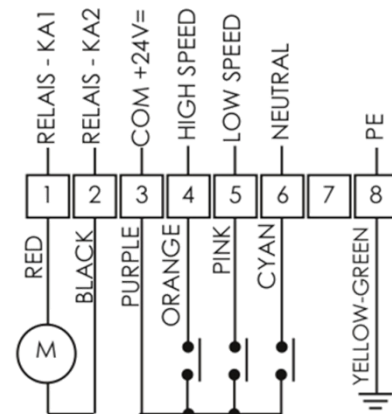 RELAIS - KA1
RELAIS - KA2
COM +24V=
HIGH SPEED
LOW SPEED
NEUTRAL
PE
1 2 3 4 5 6 7 8
RED
BLACK
PURPLE
ORANGE
PINK
CYAN
YELLOW-GREEN
M